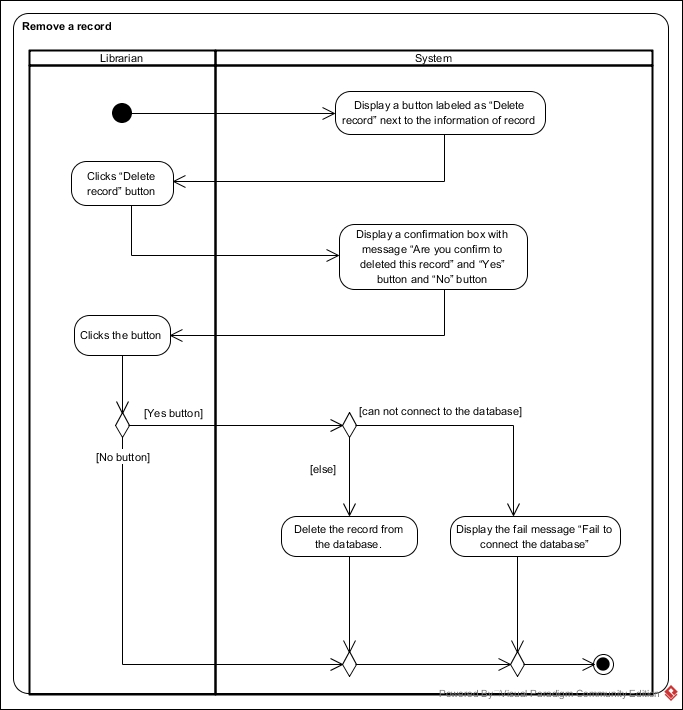 Remove a record
Librarian
System
Display a button labeled as “Delete
record” next to the information of record
Clicks “Delete
record” button
Display a confirmation box with
message “Are you confirm to
deleted this record” and “Yes”
button and “No” button
Clicks the button
[Yes button]
[can not connect to the database]
[No button]
[else]
Delete the record from
the database.
Display the fail message “Fail to
connect the database”
Powered By Visual Paradigm Community Edition